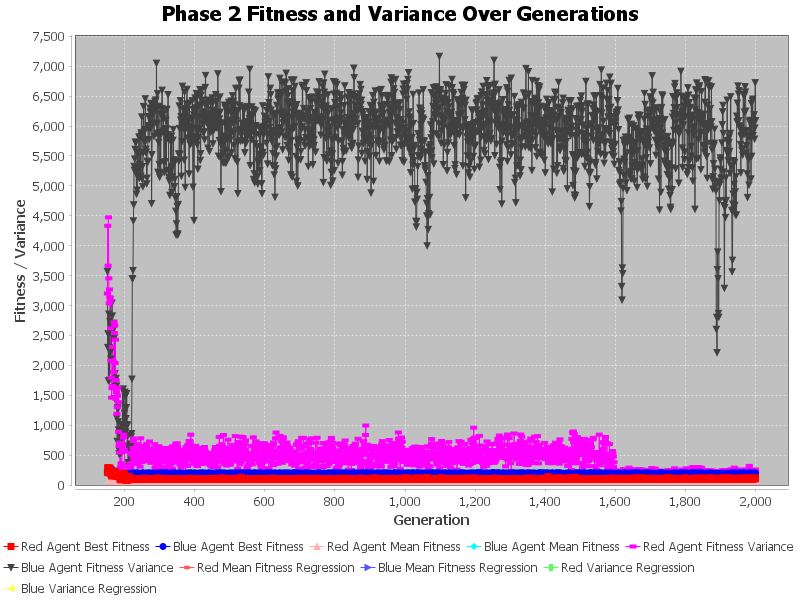 Phase 2 Fitness and Variance Over Generations
7,500
7,000
6,500
6,000
5,500
5,000
4,500
4,000
3,500
3,000
2,500
2,000
1,500
1,000
500
0
Fitness / Variance
200 400 600 800 1,000 1,200 1,400 1,600 1,800 2,000
Generation
Red Agent Best Fitness Blue Agent Best Fitness Red Agent Mean Fitness Blue Agent Mean Fitness Red Agent Fitness Variance
Blue Agent Fitness Variance Red Mean Fitness Regression Blue Mean Fitness Regression Red Variance Regression
Blue Variance Regression